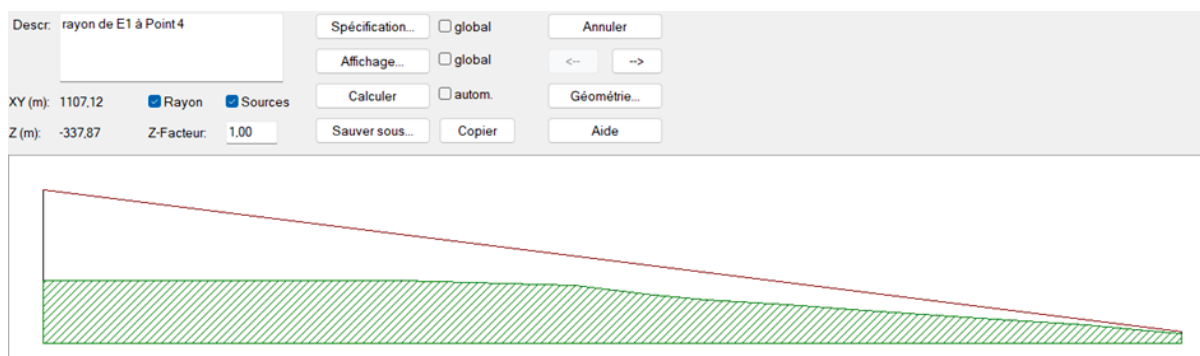 Descr: rayon de E1 à Point 4 Spécification... global Annuler
Affichage... global <-- -->
XY (m): 1107,12 Rayon Sources Calculer autom. Géométrie...
Z (m): -337,87 Z-Facteur: 1,00 Sauver sous... Copier Aide